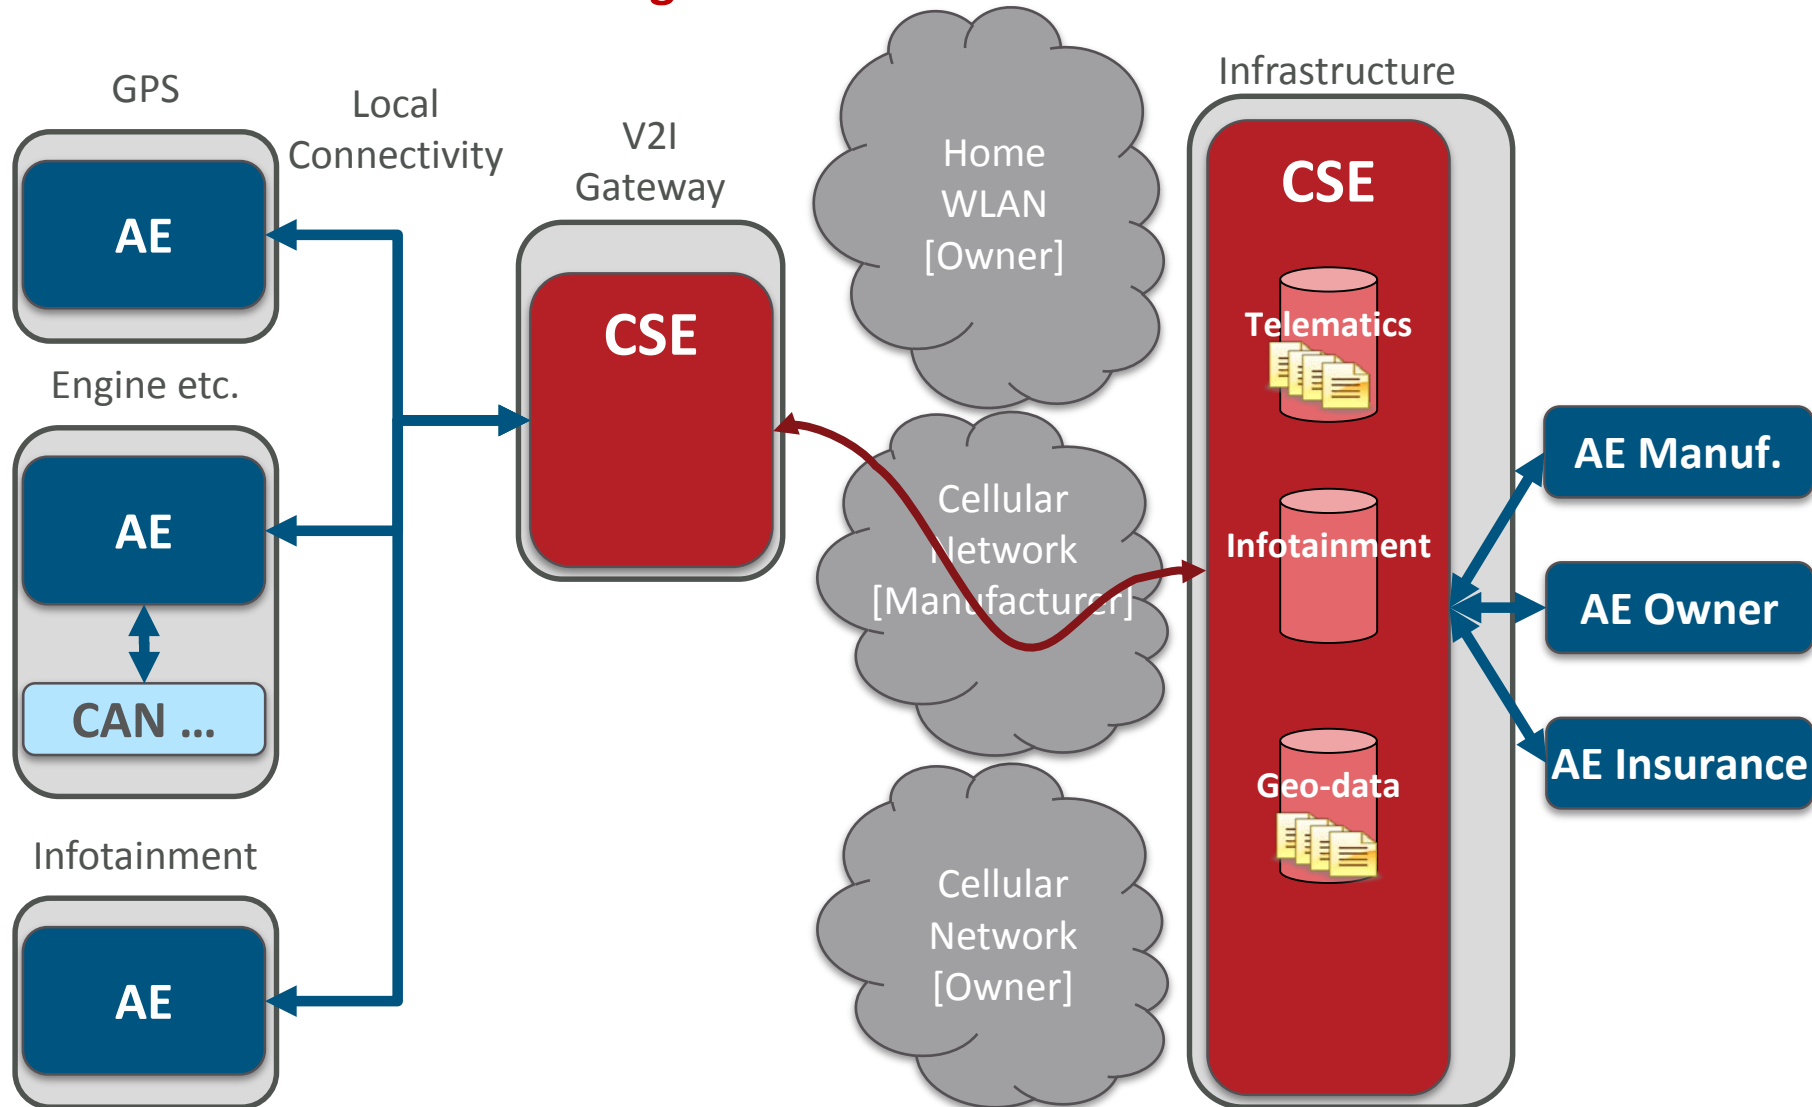 GPS
AE
Engine etc.
AE
CAN ...
Infotainment
AE
Local
Connectivity
V2I
Gateway
CSE
Home
WLAN
[Owner]
Cellular
Network
[Manufacturer]
Cellular
Network
[Owner]
Infrastructure
CSE
Telematics
Infotainment
Geo-data
AE Manuf.
AE Owner
AE Insurance